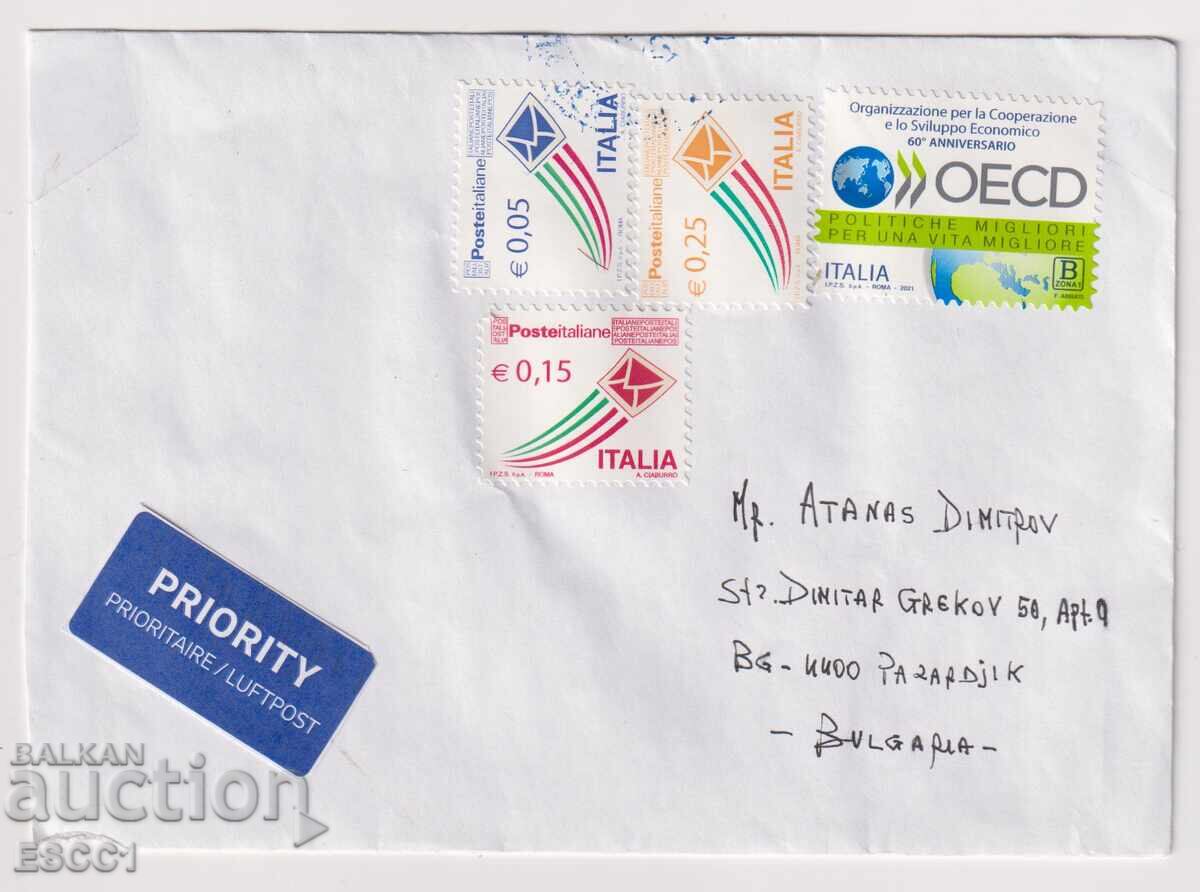 Posteitaliane
€ 0,05
ITALIA
I.P.Z.S. S.p.A. - ROMA
Posteitaliane
€ 0,25
ITALIA
Organizzazione per la Cooperazione
e lo Sviluppo Economico
60° ANNIVERSARIO
OECD
POLITICHE MIGLIORI
PER UNA VITA MIGLIORE
ITALIA
I.P.Z.S. S.p.A. - ROMA - 2021
B
ZONA 1
Posteitaliane
€ 0,15
ITALIA
I.P.Z.S. S.p.A. - ROMA
A. CIABURRO
Mr. ATANAS DIMITROV
Str. DIMITAR GREKOV 50, Apt. 9
BG - 4400 PAZARDJIK
- BULGARIA -
PRIORITY
PRIORITAIRE / LUFTPOST
BALKAN
auction
ESCC1